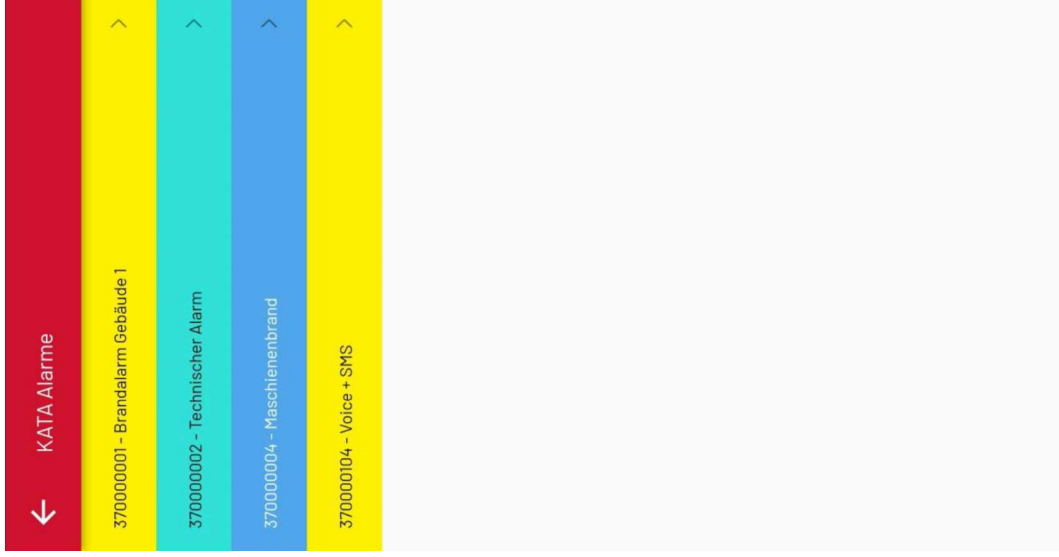 KATA Alarme
370000001 - Brandalarm Gebäude 1
370000002 - Technischer Alarm
370000004 - Maschienenbrand
370000104 - Voice + SMS